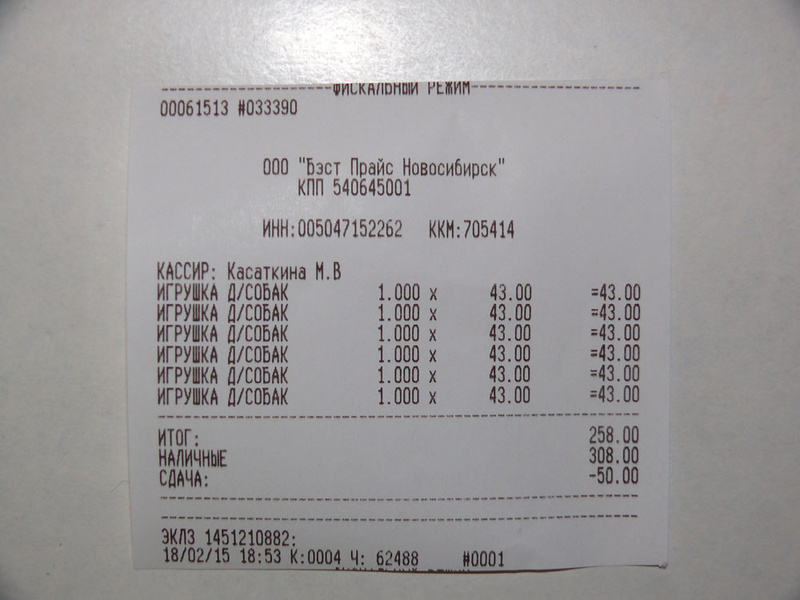 ФИСКАЛЬНЫЙ РЕЖИМ
00061513 #033390
ООО "Бэст Прайс Новосибирск"
КПП 540645001
ИНН:005047152262 ККМ:705414
КАССИР: Касаткина М.В
ИГРУШКА Д/СОБАК 1.000 x 43.00 =43.00
ИГРУШКА Д/СОБАК 1.000 x 43.00 =43.00
ИГРУШКА Д/СОБАК 1.000 x 43.00 =43.00
ИГРУШКА Д/СОБАК 1.000 x 43.00 =43.00
ИГРУШКА Д/СОБАК 1.000 x 43.00 =43.00
ИГРУШКА Д/СОБАК 1.000 x 43.00 =43.00
ИТОГ: 258.00
НАЛИЧНЫЕ 308.00
СДАЧА: -50.00
ЭКЛЗ 1451210882:
18/02/15 18:53 К:0004 Ч: 62488 #0001